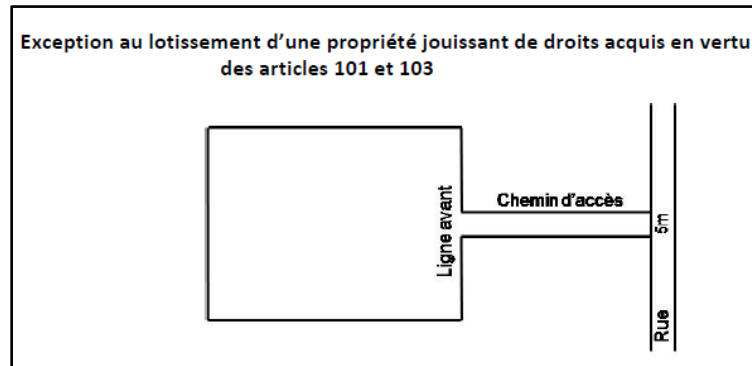 Exception au lotissement d'une propriété jouissant de droits acquis en vertu
des articles 101 et 103
Chemin d'accès
Ligne avant
5m
Rue